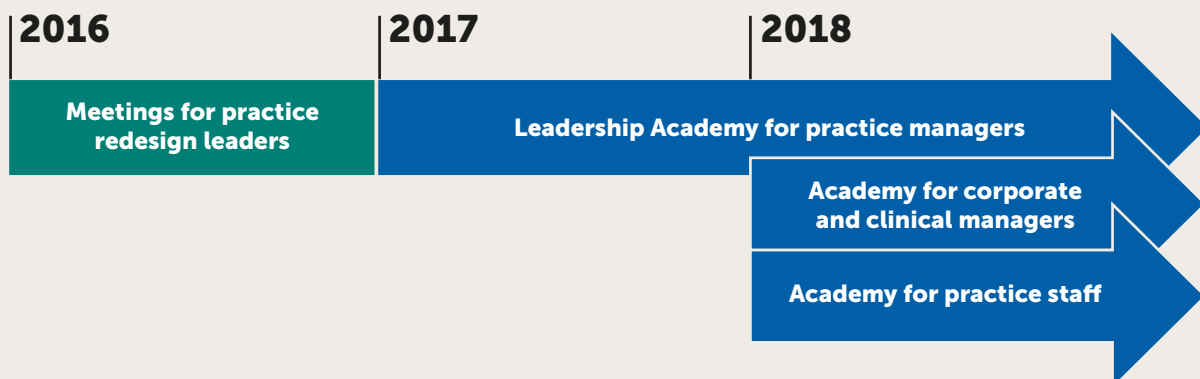 2016
2017
2018
Meetings for practice
redesign leaders
Leadership Academy for practice managers
Academy for corporate
and clinical managers
Academy for practice staff